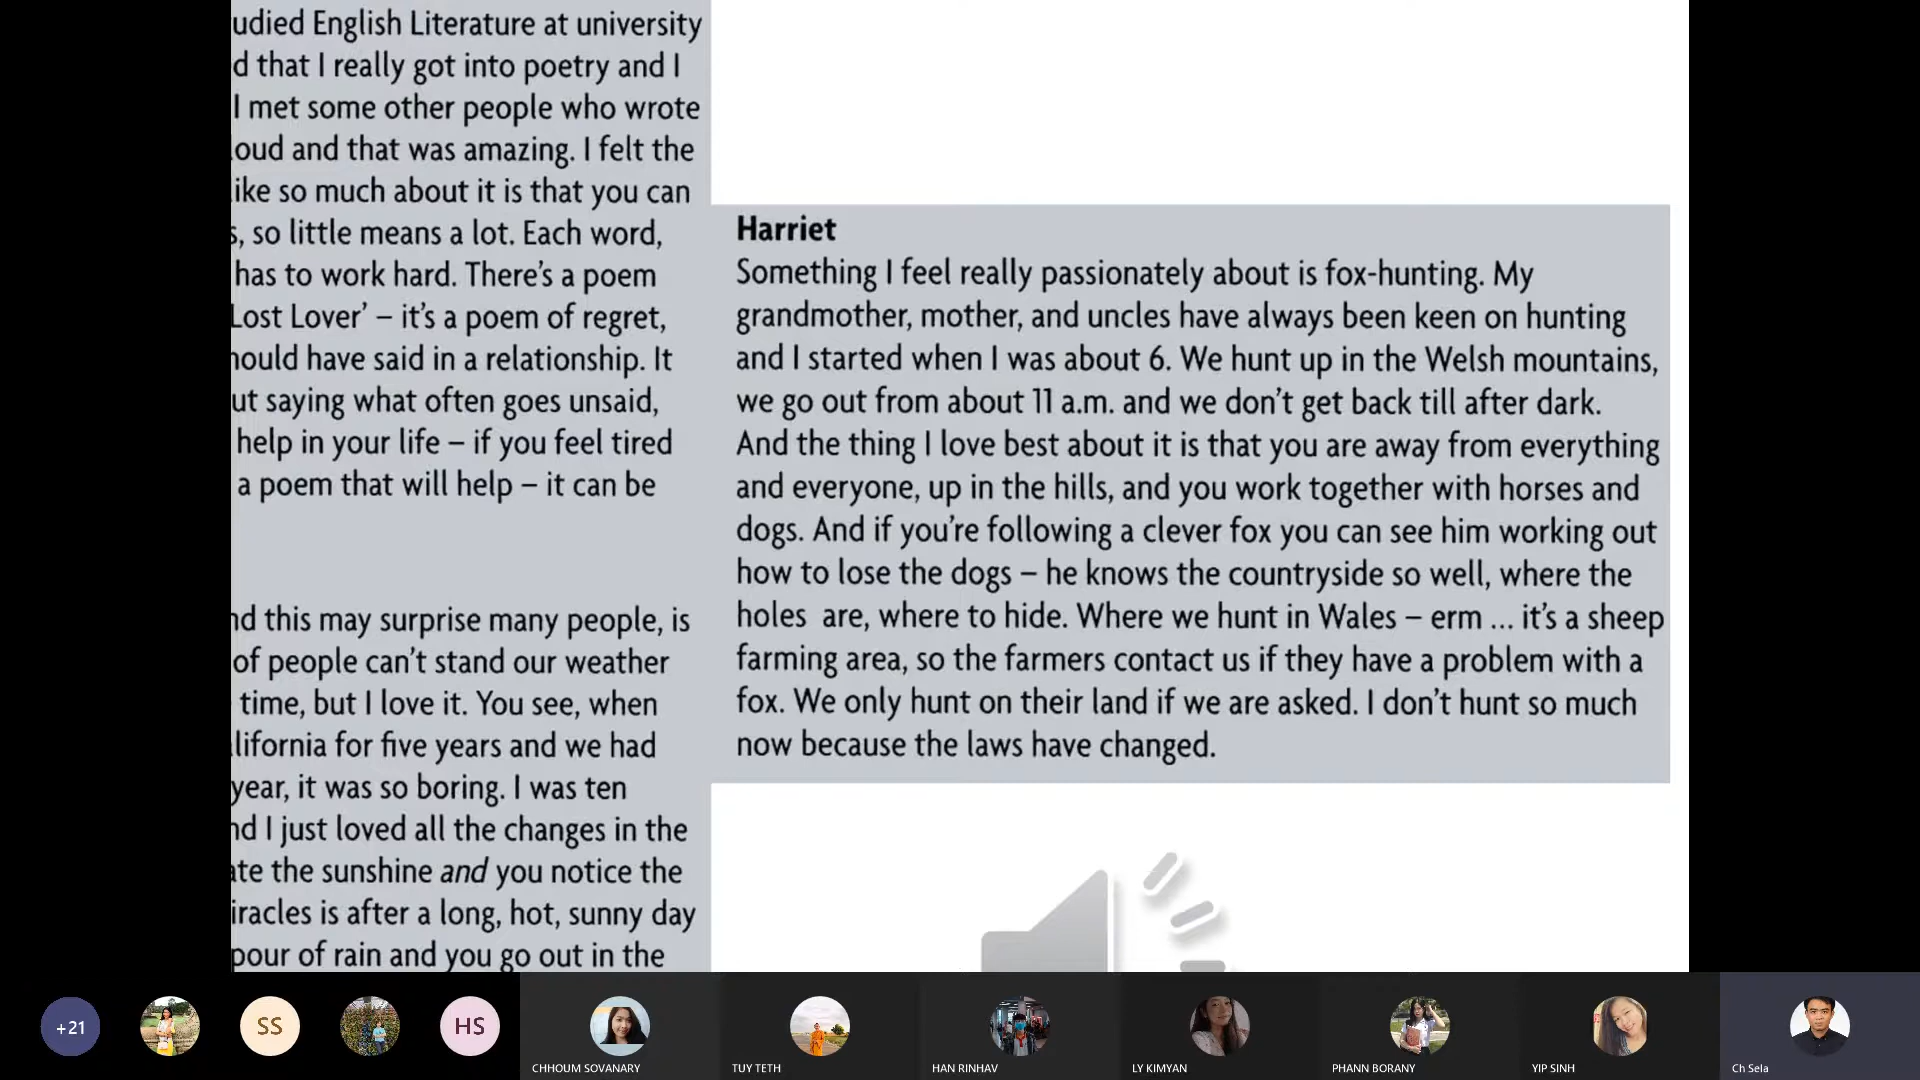 udied English Literature at university
d that I really got into poetry and I
I met some other people who wrote
oud and that was amazing. I felt the
ike so much about it is that you can
s, so little means a lot. Each word,
has to work hard. There's a poem
Lost Lover' – it's a poem of regret,
hould have said in a relationship. It
ut saying what often goes unsaid,
help in your life – if you feel tired
a poem that will help – it can be
nd this may surprise many people, is
of people can't stand our weather
time, but I love it. You see, when
lifornia for five years and we had
year, it was so boring. I was ten
nd I just loved all the changes in the
ate the sunshine and you notice the
iracles is after a long, hot, sunny day
pour of rain and you go out in the
Harriet
Something I feel really passionately about is fox-hunting. My
grandmother, mother, and uncles have always been keen on hunting
and I started when I was about 6. We hunt up in the Welsh mountains,
we go out from about 11 a.m. and we don't get back till after dark.
And the thing I love best about it is that you are away from everything
and everyone, up in the hills, and you work together with horses and
dogs. And if you're following a clever fox you can see him working out
how to lose the dogs – he knows the countryside so well, where the
holes are, where to hide. Where we hunt in Wales – erm ... it's a sheep
farming area, so the farmers contact us if they have a problem with a
fox. We only hunt on their land if we are asked. I don't hunt so much
now because the laws have changed.
+21
SS
HS
CHHOUM SOVANARY
TUY TETH
HAN RINHAV
LY KIMYAN
PHANN BORANY
YIP SINH
Ch Sela